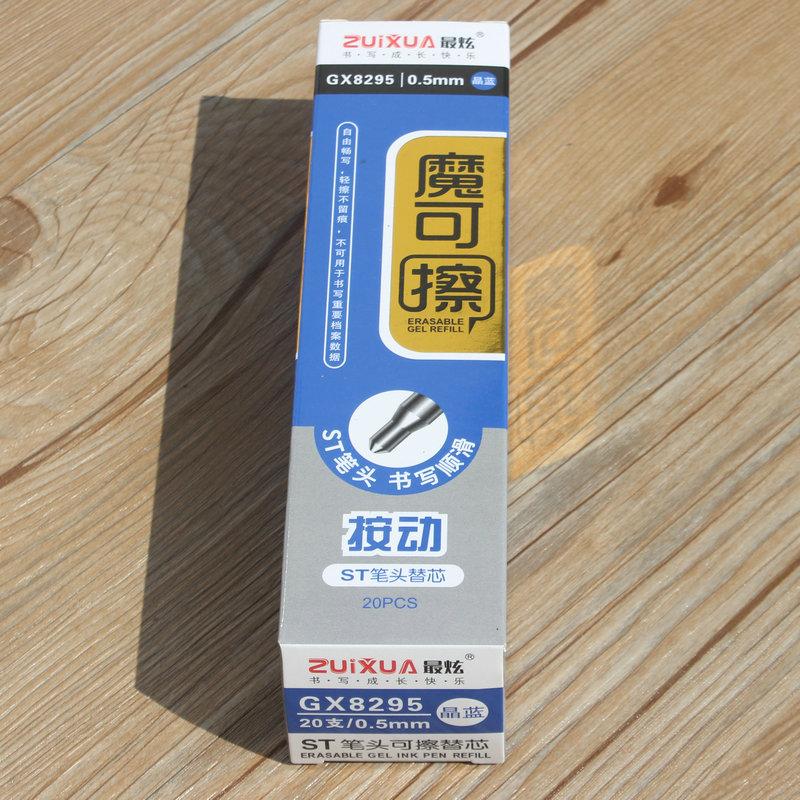 ZUiXUA 最炫®
书·写·成·长·快·乐
GX8295 | 0.5mm 晶蓝
自由畅写，轻擦不留痕，不可用于书写重要档案数据
魔可擦
ERASABLE
GEL REFILL
ST笔头 书写顺滑
按动
ST笔头替芯
20PCS
ZUiXUA 最炫®
书·写·成·长·快·乐
GX8295
20支/0.5mm
晶蓝
ST 笔头可擦替芯
ERASABLE GEL INK PEN REFILL